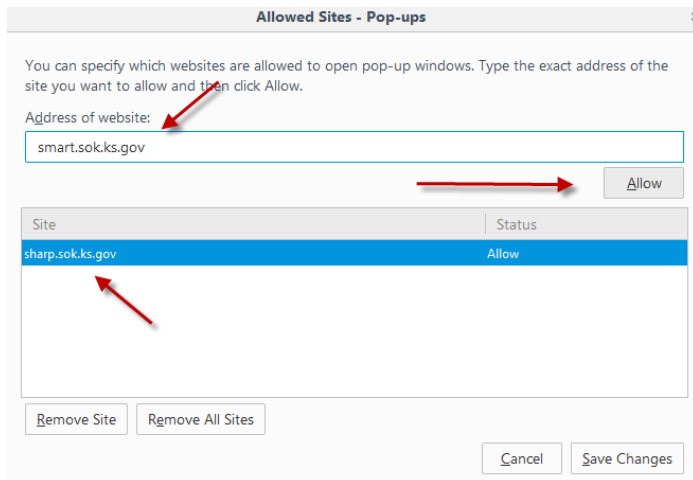 Allowed Sites - Pop-ups
You can specify which websites are allowed to open pop-up windows. Type the exact address of the
site you want to allow and then click Allow.
Address of website:
smart.sok.ks.gov
Allow
Site Status
sharp.sok.ks.gov Allow
Remove Site Remove All Sites
Cancel Save Changes